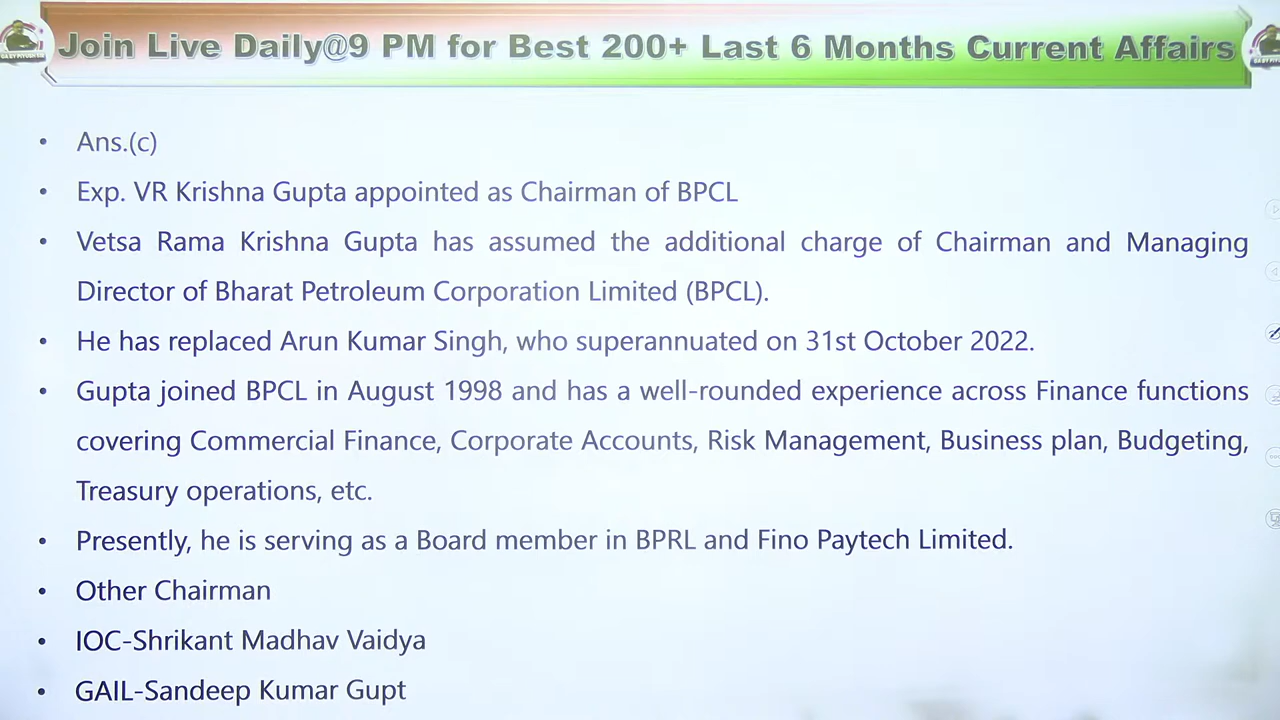 Join Live Daily@9 PM for Best 200+ Last 6 Months Current Affairs
• Ans.(c)
• Exp. VR Krishna Gupta appointed as Chairman of BPCL
• Vetsa Rama Krishna Gupta has assumed the additional charge of Chairman and Managing
Director of Bharat Petroleum Corporation Limited (BPCL).
• He has replaced Arun Kumar Singh, who superannuated on 31st October 2022.
• Gupta joined BPCL in August 1998 and has a well-rounded experience across Finance functions
covering Commercial Finance, Corporate Accounts, Risk Management, Business plan, Budgeting,
Treasury operations, etc.
• Presently, he is serving as a Board member in BPRL and Fino Paytech Limited.
• Other Chairman
• IOC-Shrikant Madhav Vaidya
• GAIL-Sandeep Kumar Gupt